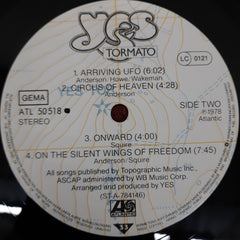 Yes
TORMATO
LC 0121
1. ARRIVING UFO (6:02)
Anderson, Howe, Wakeman
2. CIRCUS OF HEAVEN (4:28)
Anderson
GEMA
ATL 50518
STEREO
SIDE TWO
℗ 1978
Atlantic
3. ONWARD (4:00)
Squire
4. ON THE SILENT WINGS OF FREEDOM (7:45)
Anderson/Squire
All songs published by Topographic Music Inc.,
ASCAP administered by WB Music Corp.
Arranged and produced by YES
(ST-A-784146)
ATLANTIC
33